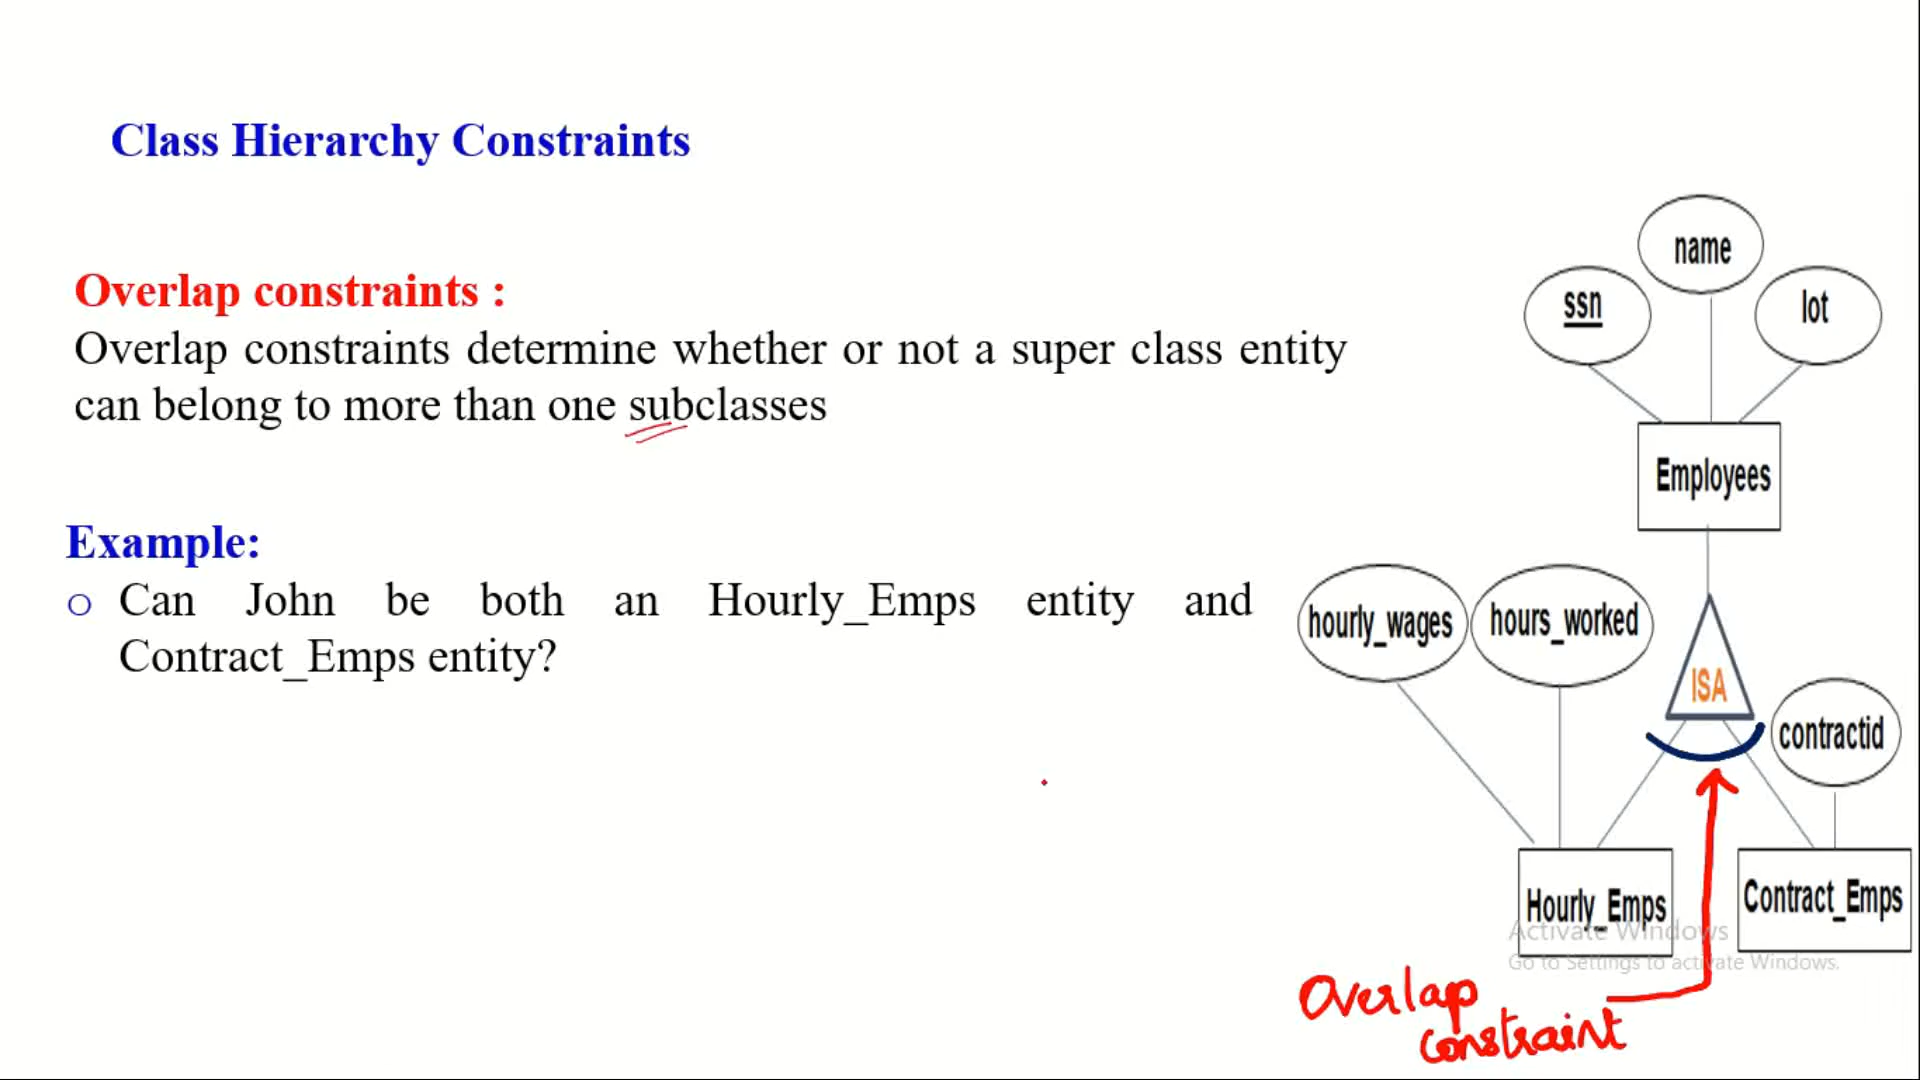 Class Hierarchy Constraints
Overlap constraints :
Overlap constraints determine whether or not a super class entity
can belong to more than one subclasses
Example:
o Can John be both an Hourly_Emps entity and
Contract_Emps entity?
name
ssn
lot
Employees
hourly_wages
hours_worked
ISA
contractid
Hourly_Emps
Contract_Emps
Activate Windows
Go to Settings to activate Windows.
Overlap
constraint